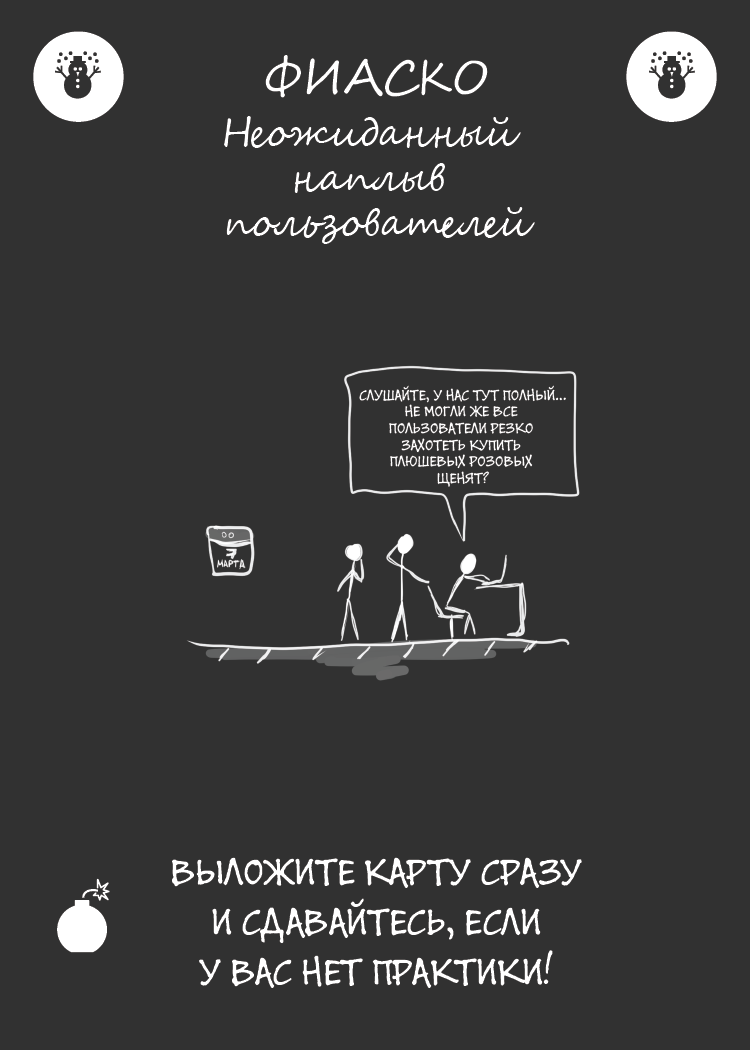 ФИАСКО
Неожиданный
наплыв
пользователей
СЛУШАЙТЕ, У НАС ТУТ ПОЛНЫЙ...
НЕ МОГЛИ ЖЕ ВСЕ
ПОЛЬЗОВАТЕЛИ РЕЗКО
ЗАХОТЕТЬ КУПИТЬ
ПЛЮШЕВЫХ РОЗОВЫХ
ЩЕНЯТ?
7
МАРТА
ВЫЛОЖИТЕ КАРТУ СРАЗУ
И СДАВАЙТЕСЬ, ЕСЛИ
У ВАС НЕТ ПРАКТИКИ!